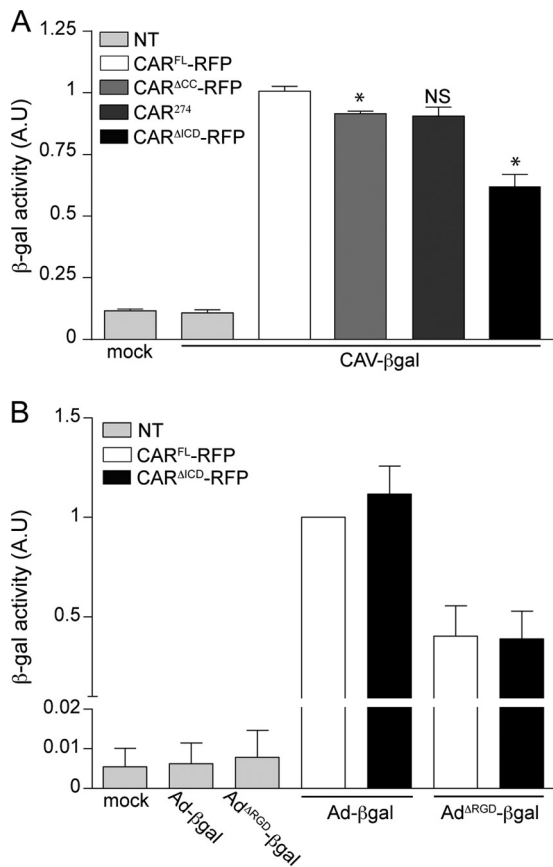 A
β-gal activity (A.U)
1.25
1
0.75
0.5
0.25
0
NT
CAR^FL-RFP
CAR^ΔCC-RFP
CAR^274
CAR^ΔICD-RFP
*
NS
*
mock
CAV-βgal
B
β-gal activity (A.U)
1.5
1
0.5
0.02
0.01
0
NT
CAR^FL-RFP
CAR^ΔICD-RFP
mock
Ad-βgal
Ad^ΔRGD-βgal
Ad-βgal
Ad^ΔRGD-βgal